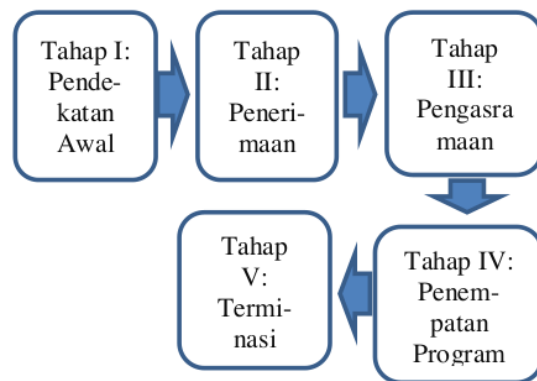 Tahap I:
Pende-
katan
Awal
Tahap
II:
Peneri-
maan
Tahap
III:
Pengasra
maan
Tahap IV:
Penem-
patan
Program
Tahap
V:
Termi-
nasi